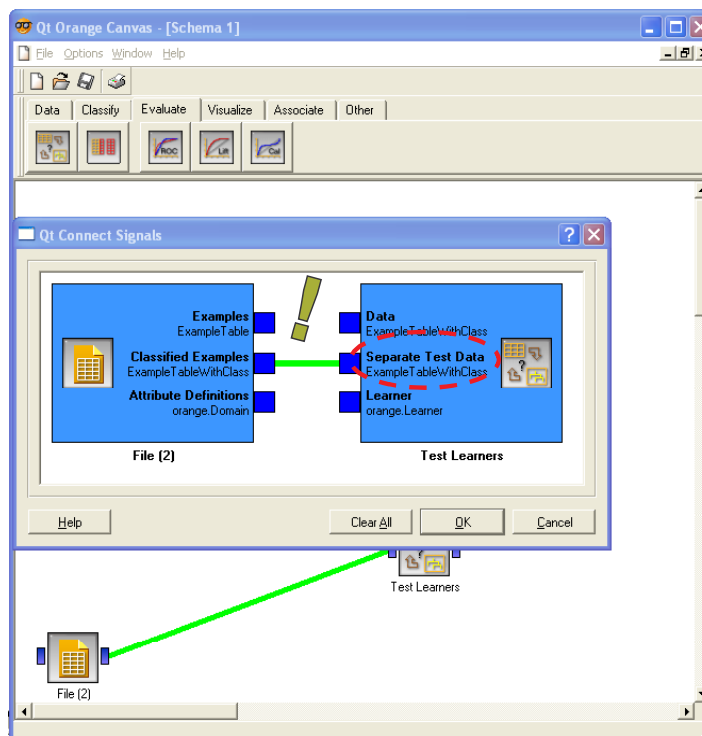 Qt Orange Canvas - [Schema 1]
File Options Window Help
Data Classify Evaluate Visualize Associate Other
? ROC Lift Cal
Qt Connect Signals
?
Examples
ExampleTable
Classified Examples
ExampleTableWithClass
Attribute Definitions
orange.Domain
File (2)
!
Data
ExampleTableWithClass
Separate Test Data
ExampleTableWithClass
Learner
orange.Learner
?
Test Learners
Help Clear All OK Cancel
?
Test Learners
File (2)